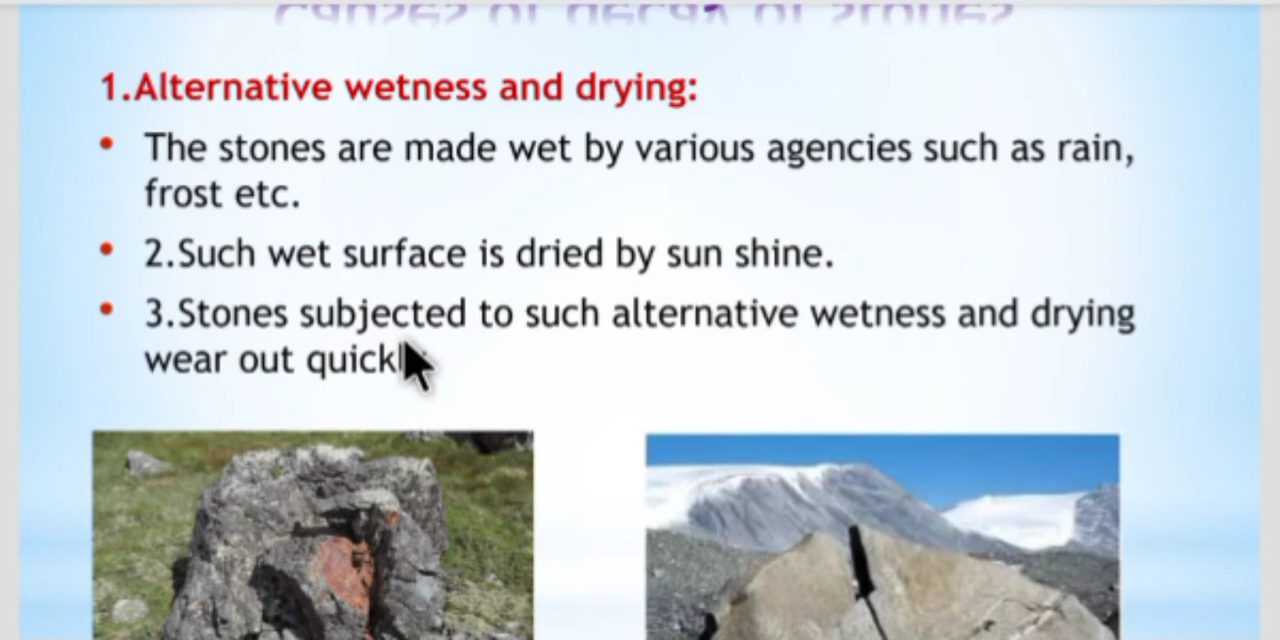 1.Alternative wetness and drying:
• The stones are made wet by various agencies such as rain,
frost etc.
• 2.Such wet surface is dried by sun shine.
• 3.Stones subjected to such alternative wetness and drying
wear out